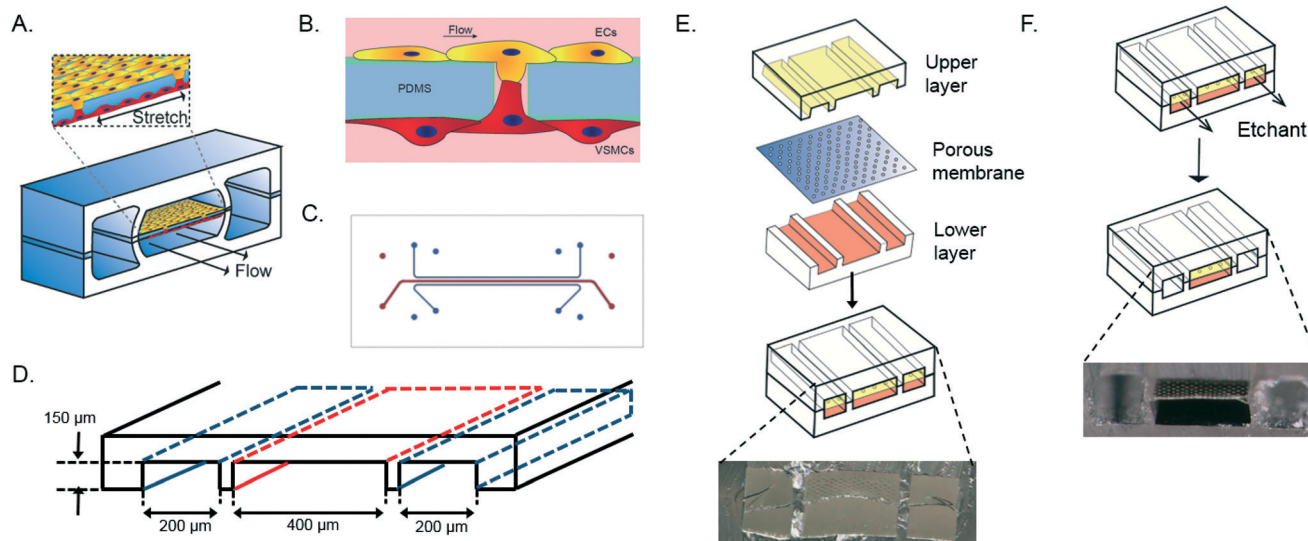 A.
Stretch
Flow
B.
Flow
ECs
PDMS
VSMCs
C.
D.
150 µm
200 µm
400 µm
200 µm
E.
Upper
layer
Porous
membrane
Lower
layer
F.
Etchant